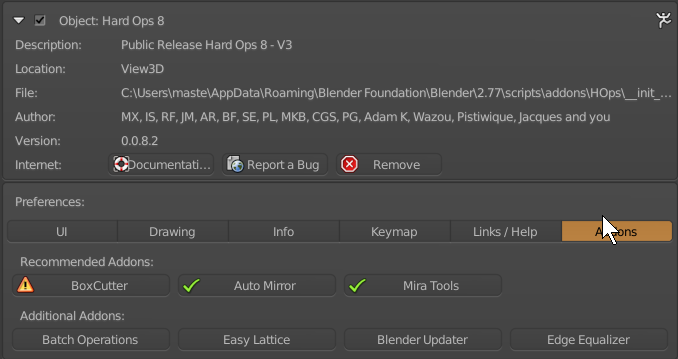 Object: Hard Ops 8
Description: Public Release Hard Ops 8 - V3
Location: View3D
File: C:\Users\maste\AppData\Roaming\Blender Foundation\Blender\2.77\scripts\addons\HOps\__init_...
Author: MX, IS, RF, JM, AR, BF, SE, PL, MKB, CGS, PG, Adam K, Wazou, Pistiwique, Jacques and you
Version: 0.0.8.2
Internet: Documentati... Report a Bug Remove
Preferences:
UI Drawing Info Keymap Links / Help Addons
Recommended Addons:
BoxCutter Auto Mirror Mira Tools
Additional Addons:
Batch Operations Easy Lattice Blender Updater Edge Equalizer